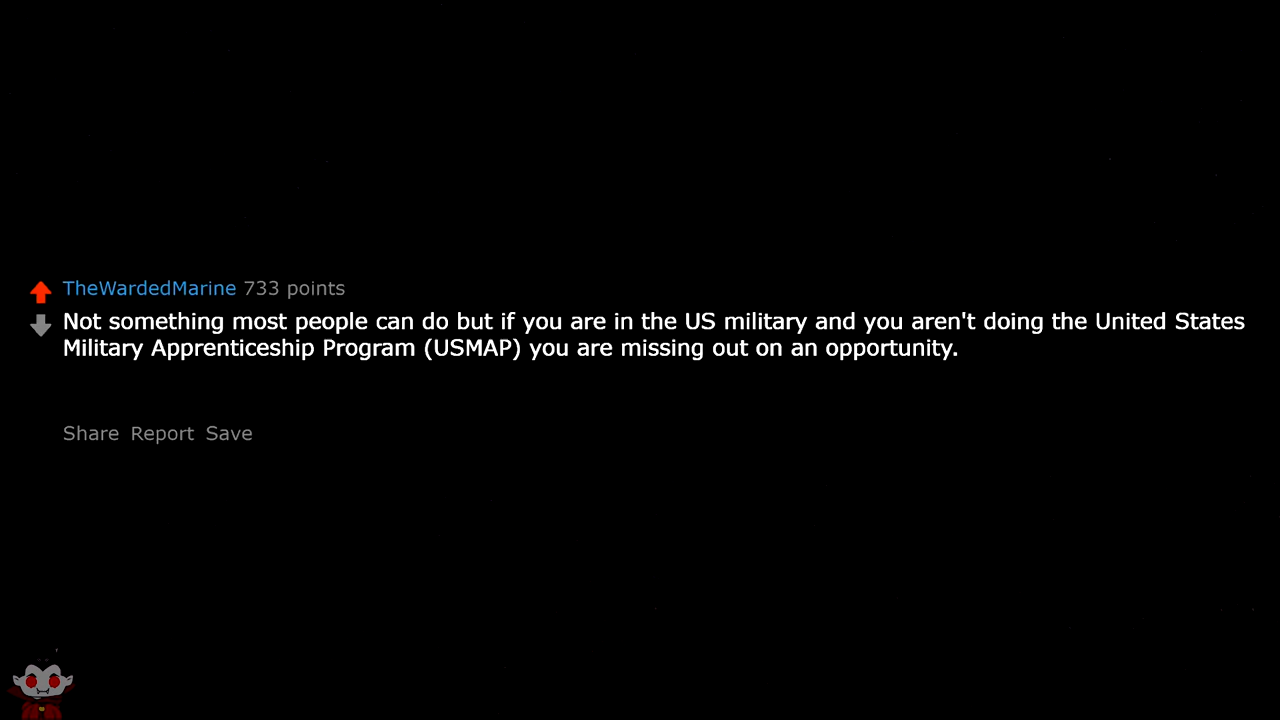 TheWardedMarine 733 points
Not something most people can do but if you are in the US military and you aren't doing the United States
Military Apprenticeship Program (USMAP) you are missing out on an opportunity.
Share Report Save